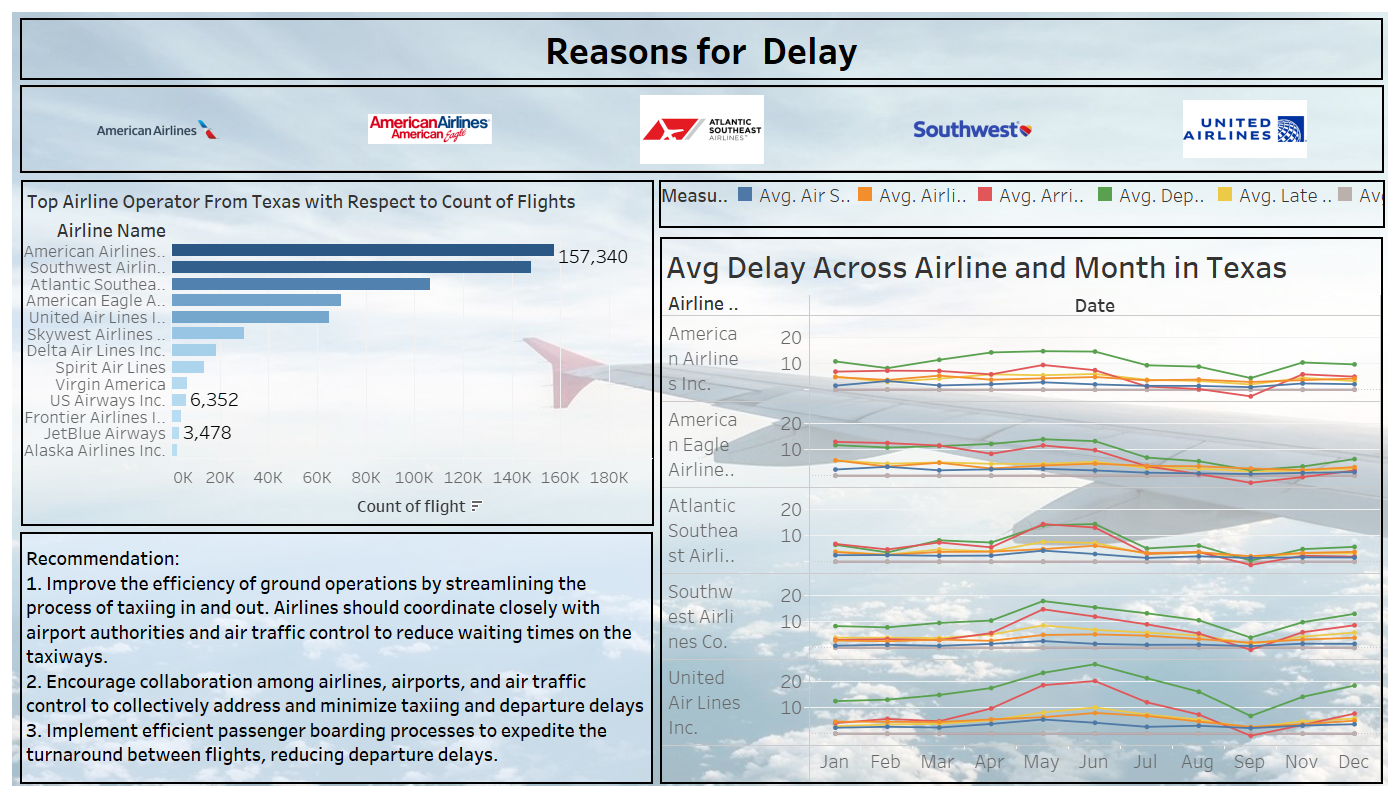 Reasons for  Delay
American Airlines
AmericanAirlines
American Eagle
ATLANTIC
SOUTHEAST
AIRLINES
Southwest
UNITED
AIRLINES
Top Airline Operator From Texas with Respect to Count of Flights
Airline Name
American Airlines..
157,340
Southwest Airlin..
Atlantic Southea..
American Eagle A..
United Air Lines I..
Skywest Airlines ..
Delta Air Lines Inc.
Spirit Air Lines
Virgin America
US Airways Inc.
6,352
Frontier Airlines I..
JetBlue Airways
3,478
Alaska Airlines Inc.
0K 20K 40K 60K 80K 100K 120K 140K 160K 180K
Count of flight
Recommendation:
1. Improve the efficiency of ground operations by streamlining the
process of taxiing in and out. Airlines should coordinate closely with
airport authorities and air traffic control to reduce waiting times on the
taxiways.
2. Encourage collaboration among airlines, airports, and air traffic
control to collectively address and minimize taxiing and departure delays
3. Implement efficient passenger boarding processes to expedite the
turnaround between flights, reducing departure delays.
Measu.. Avg. Air S.. Avg. Airli.. Avg. Arri.. Avg. Dep.. Avg. Late .. Avg
Avg Delay Across Airline and Month in Texas
Airline ..
Date
America
n Airline
s Inc.
20
10
America
n Eagle
Airline..
20
10
Atlantic
Southea
st Airli..
20
10
Southw
est Airli
nes Co.
20
10
United
Air Lines
Inc.
20
10
Jan Feb Mar Apr May Jun Jul Aug Sep Nov Dec